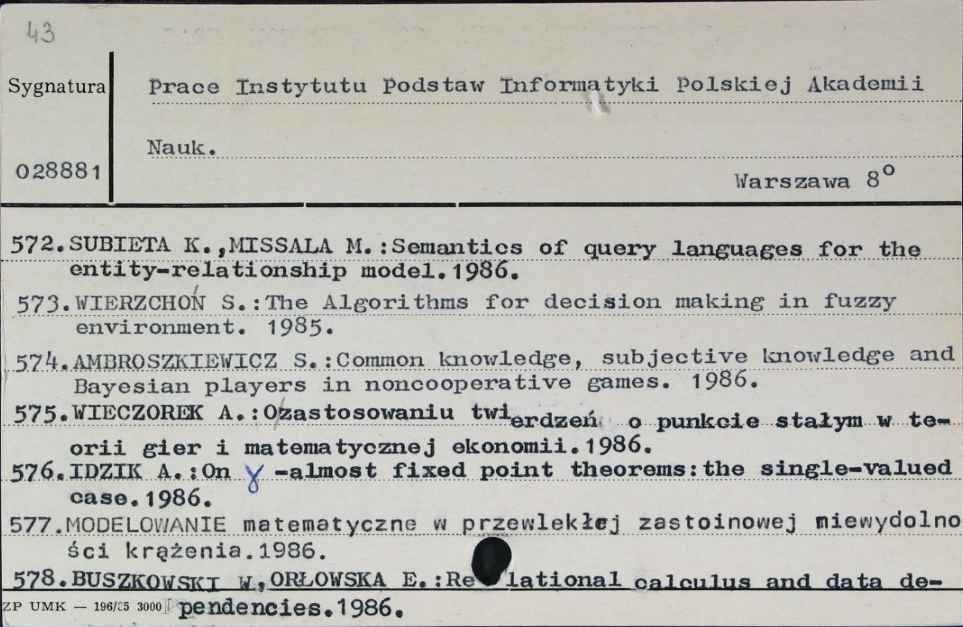 43
Sygnatura
Prace Instytutu Podstaw Informatyki Polskiej Akademii
Nauk.
028881
Warszawa 8°
572. SUBIETA K., MISSALA M.: Semantics of query languages for the
entity-relationship model. 1986.
573. WIERZCHOŃ S.: The Algorithms for decision making in fuzzy
environment. 1985.
574. AMBROSZKIEWICZ S.: Common knowledge, subjective knowledge and
Bayesian players in noncooperative games. 1986.
575. WIECZOREK A.: O zastosowaniu twierdzeń o punkcie stałym w te-
orii gier i matematycznej ekonomii. 1986.
576. IDZIK A.: On γ -almost fixed point theorems: the single-valued
case. 1986.
577. MODELOWANIE matematyczne w przewlekłej zastoinowej niewydolno
ści krążenia. 1986.
578. BUSZKOWSKI W, ORŁOWSKA E.: Relational calculus and data de-
ZP UMK — 196/85 3000 pendencies. 1986.